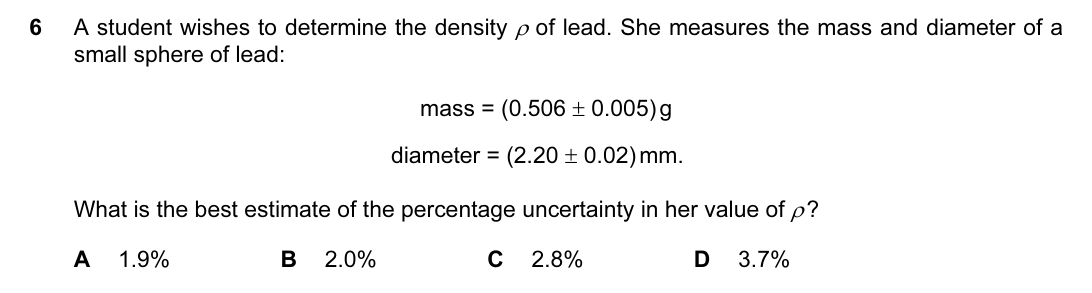 6 A student wishes to determine the density ρ of lead. She measures the mass and diameter of a
small sphere of lead:
mass = (0.506 ± 0.005) g
diameter = (2.20 ± 0.02) mm.
What is the best estimate of the percentage uncertainty in her value of ρ?
A 1.9% B 2.0% C 2.8% D 3.7%